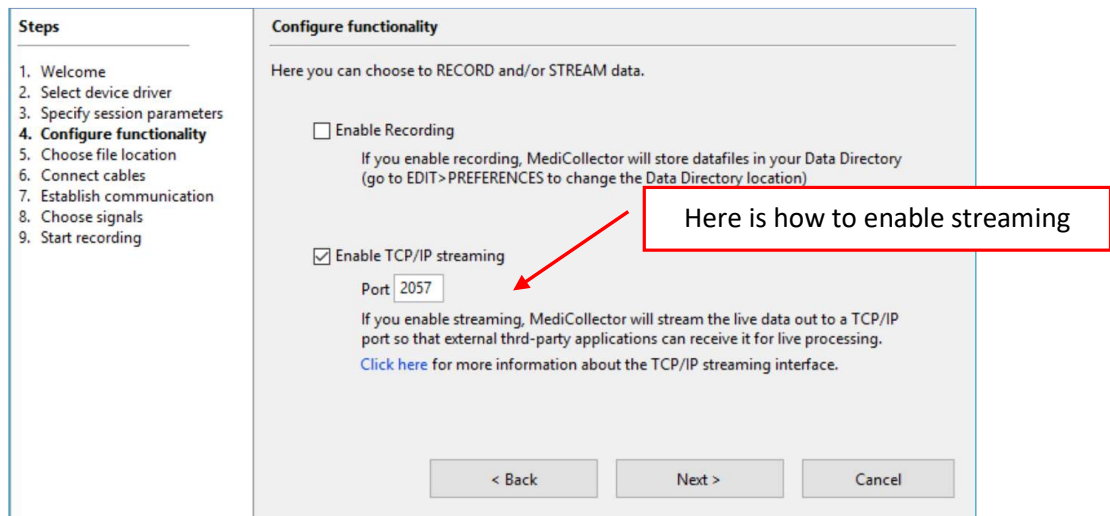 Steps
1. Welcome
2. Select device driver
3. Specify session parameters
4. Configure functionality
5. Choose file location
6. Connect cables
7. Establish communication
8. Choose signals
9. Start recording
Configure functionality
Here you can choose to RECORD and/or STREAM data.
Enable Recording
If you enable recording, MediCollector will store datafiles in your Data Directory
(go to EDIT>PREFERENCES to change the Data Directory location)
Here is how to enable streaming
Enable TCP/IP streaming
Port 2057
If you enable streaming, MediCollector will stream the live data out to a TCP/IP
port so that external thrd-party applications can receive it for live processing.
Click here for more information about the TCP/IP streaming interface.
< Back
Next >
Cancel